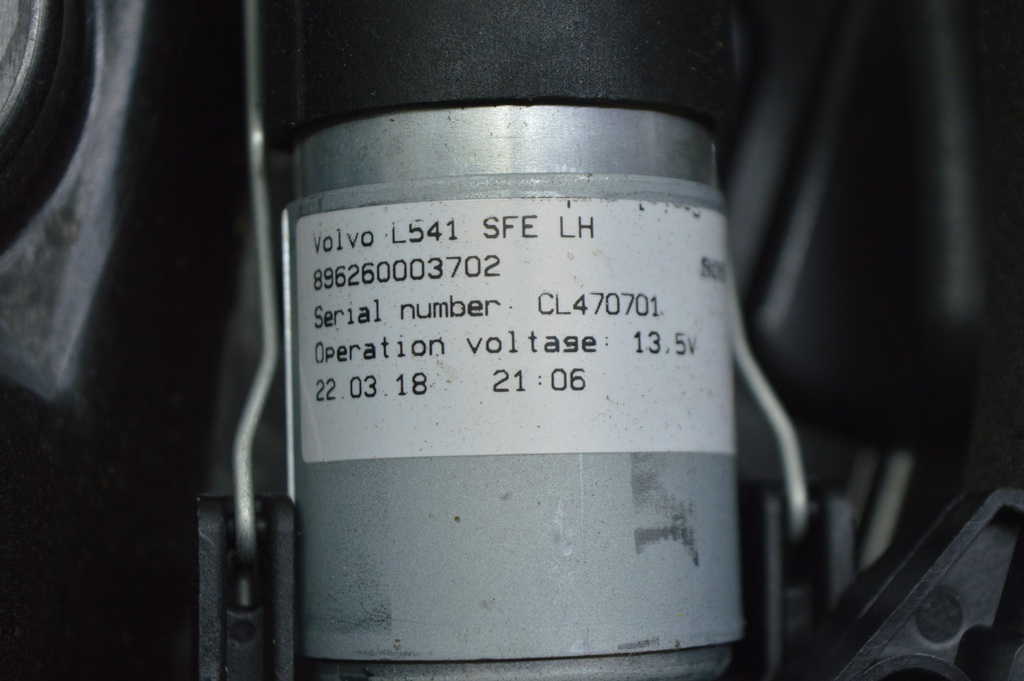 Volvo L541 SFE LH
896260003702
Serial number: CL470701
Operation voltage: 13.5V
22.03.18 21:06